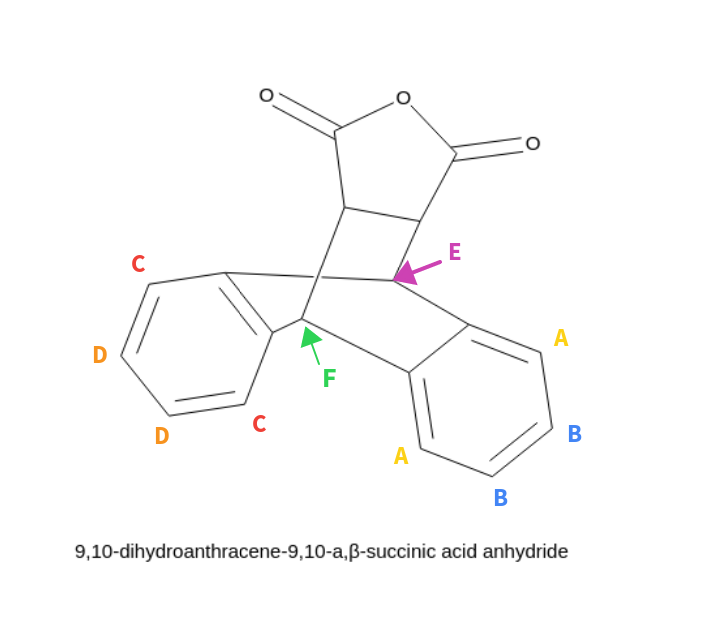 O
O
O
E
C
A
D
F
D
C
B
A
B
9,10-dihydroanthracene-9,10-a,β-succinic acid anhydride